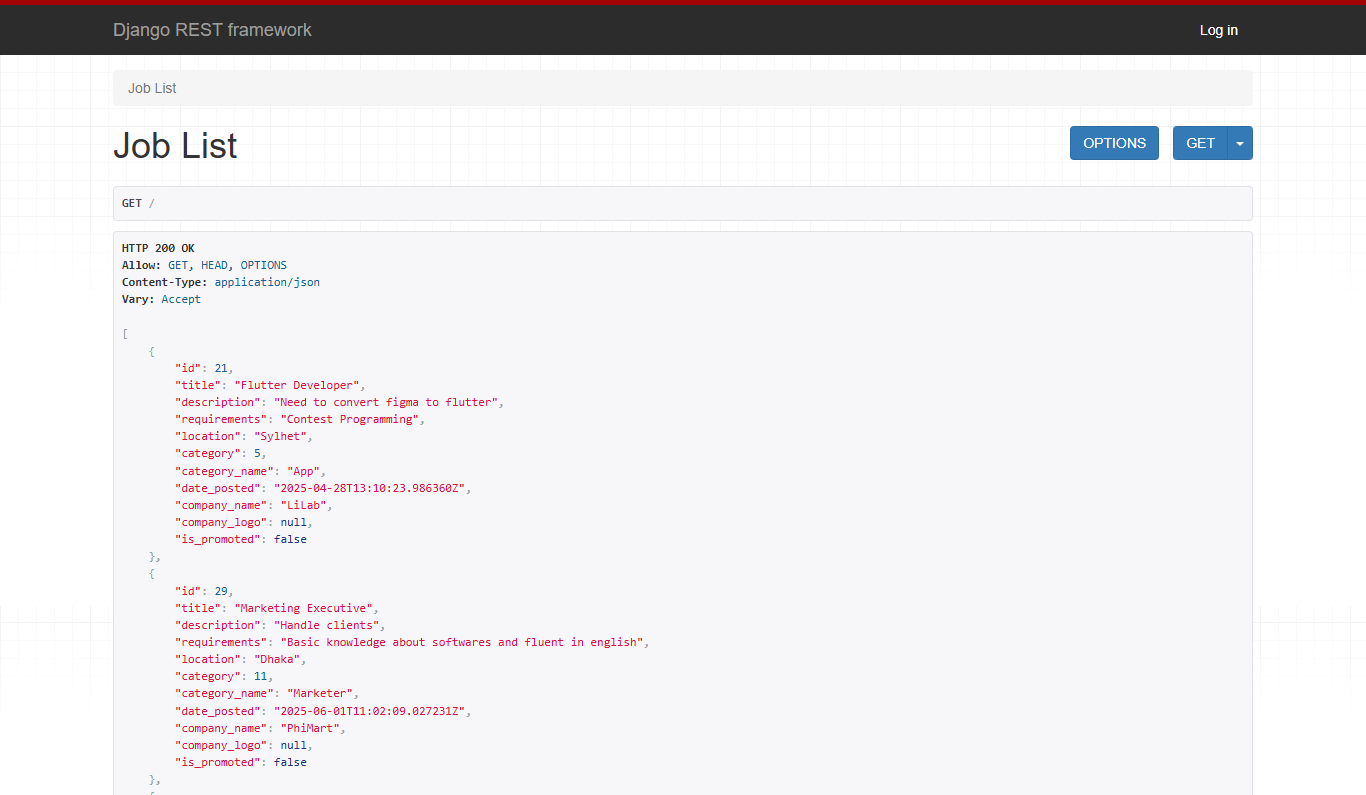 Django REST framework
Log in
Job List
Job List
OPTIONS
GET
GET /
HTTP 200 OK
Allow: GET, HEAD, OPTIONS
Content-Type: application/json
Vary: Accept
[
    {
        "id": 21,
        "title": "Flutter Developer",
        "description": "Need to convert figma to flutter",
        "requirements": "Contest Programming",
        "location": "Sylhet",
        "category": 5,
        "category_name": "App",
        "date_posted": "2025-04-28T13:10:23.986360Z",
        "company_name": "LiLab",
        "company_logo": null,
        "is_promoted": false
    },
    {
        "id": 29,
        "title": "Marketing Executive",
        "description": "Handle clients",
        "requirements": "Basic knowledge about softwares and fluent in english",
        "location": "Dhaka",
        "category": 11,
        "category_name": "Marketer",
        "date_posted": "2025-06-01T11:02:09.027231Z",
        "company_name": "PhiMart",
        "company_logo": null,
        "is_promoted": false
    },